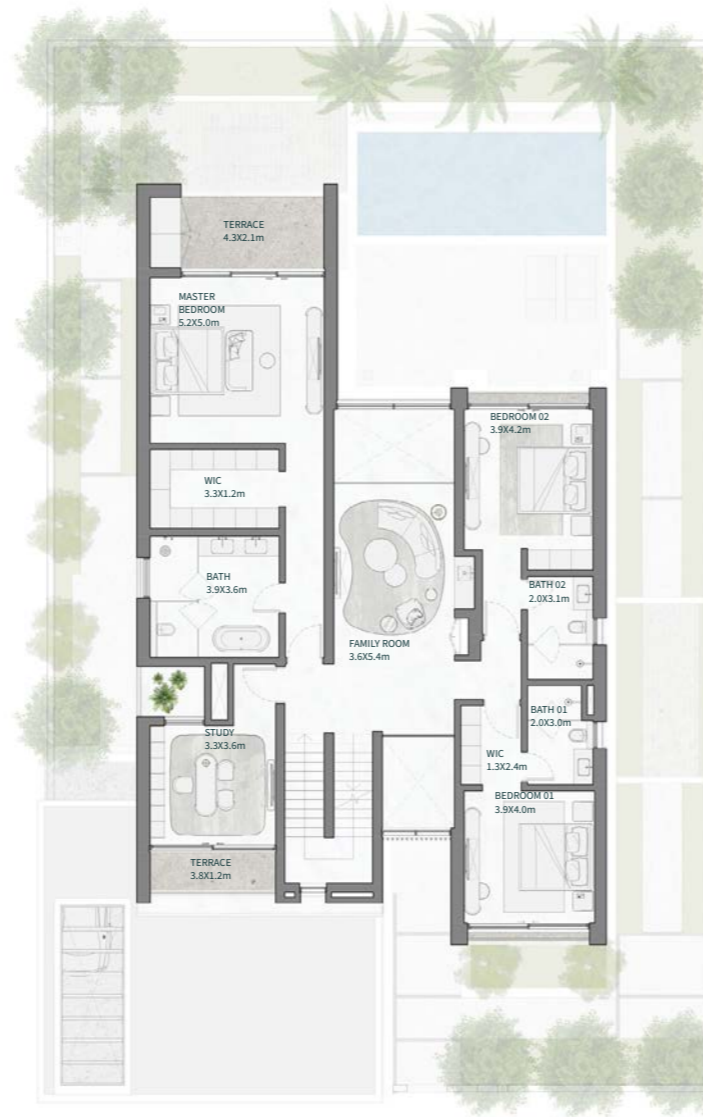 TERRACE
4.3X2.1m
MASTER
BEDROOM
5.2X5.0m
BEDROOM 02
3.9X4.2m
WIC
3.3X1.2m
BATH
3.9X3.6m
BATH 02
2.0X3.1m
FAMILY ROOM
3.6X5.4m
BATH 01
2.0X3.0m
STUDY
3.3X3.6m
WIC
1.3X2.4m
BEDROOM 01
3.9X4.0m
TERRACE
3.8X1.2m